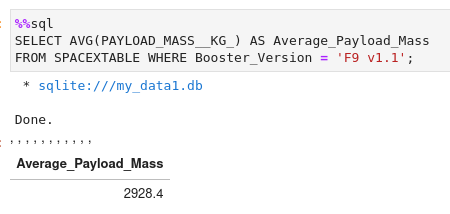 %%sql
SELECT AVG(PAYLOAD_MASS__KG_) AS Average_Payload_Mass
FROM SPACEXTABLE WHERE Booster_Version = 'F9 v1.1';
* sqlite:///my_data1.db
Done.
,,,,,,,,,,,
Average_Payload_Mass
2928.4